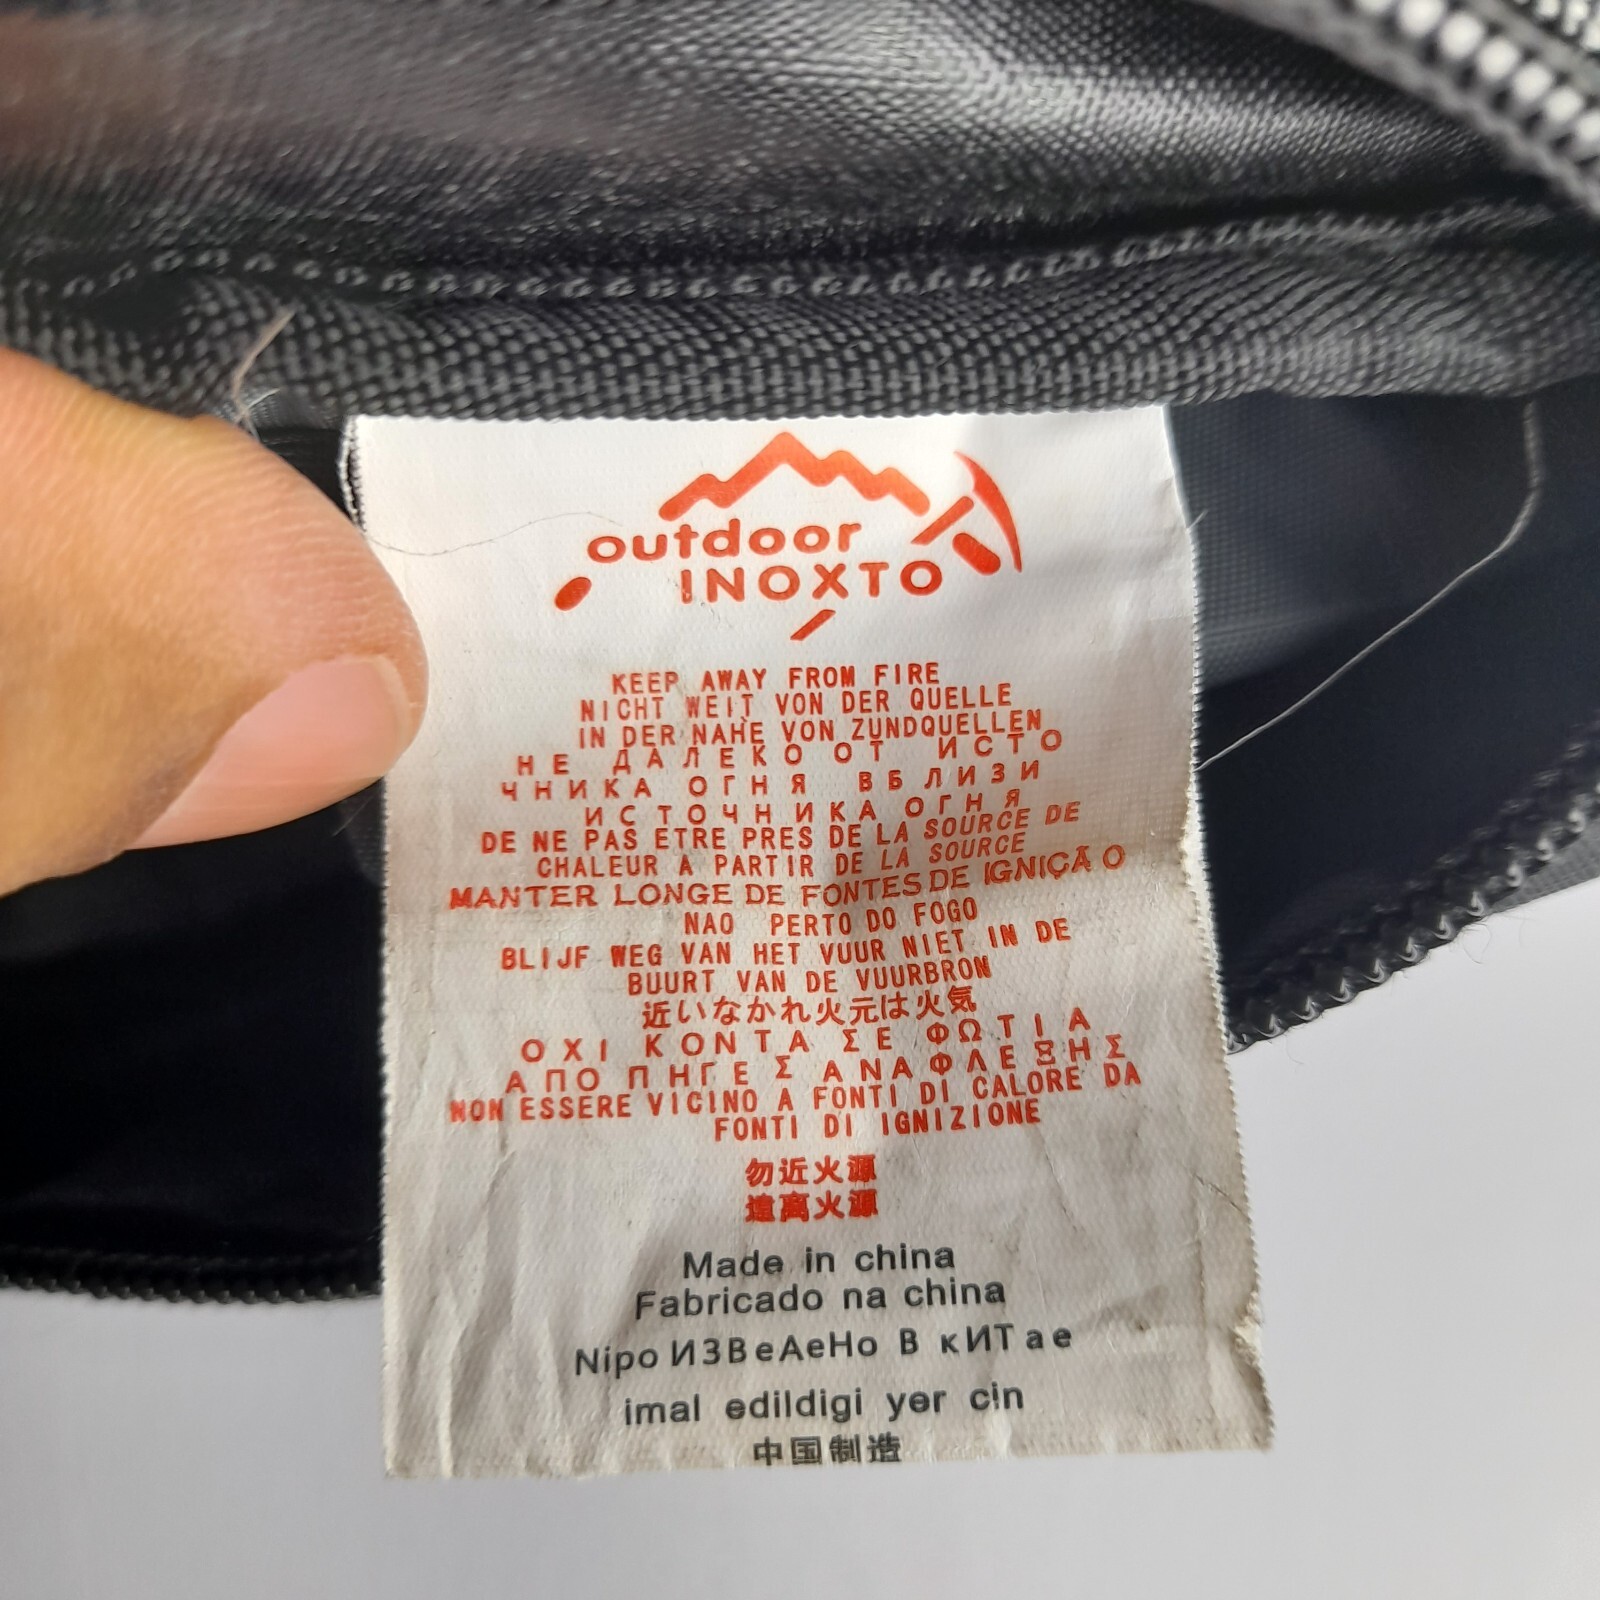 outdoor
INOXTO
KEEP AWAY FROM FIRE
NICHT WEIT VON DER QUELLE
IN DER NAHE VON ZUNDQUELLEN
НЕ ДАЛЕКО ОТ ИСТО
ЧНИКА ОГНЯ ВБЛИЗИ
ИСТОЧНИКА ОГНЯ
DE NE PAS ETRE PRES DE LA SOURCE DE
CHALEUR A PARTIR DE LA SOURCE
MANTER LONGE DE FONTES DE IGNIÇÃO
NAO PERTO DO FOGO
BLIJF WEG VAN HET VUUR NIET IN DE
BUURT VAN DE VUURBRON
近いなかれ火元は火気
ΟΧΙ ΚΟΝΤΑ ΣΕ ΦΩΤΙΑ
ΑΠΟ ΠΗΓΕΣ ΑΝΑΦΛΕΞΗΣ
NON ESSERE VICINO A FONTI DI CALORE DA
FONTI DI IGNIZIONE
勿近火源
遠离火源
Made in china
Fabricado na china
Nipo ИЗВеАеНо В кИТае
imal edildigi yer cin
中国制造